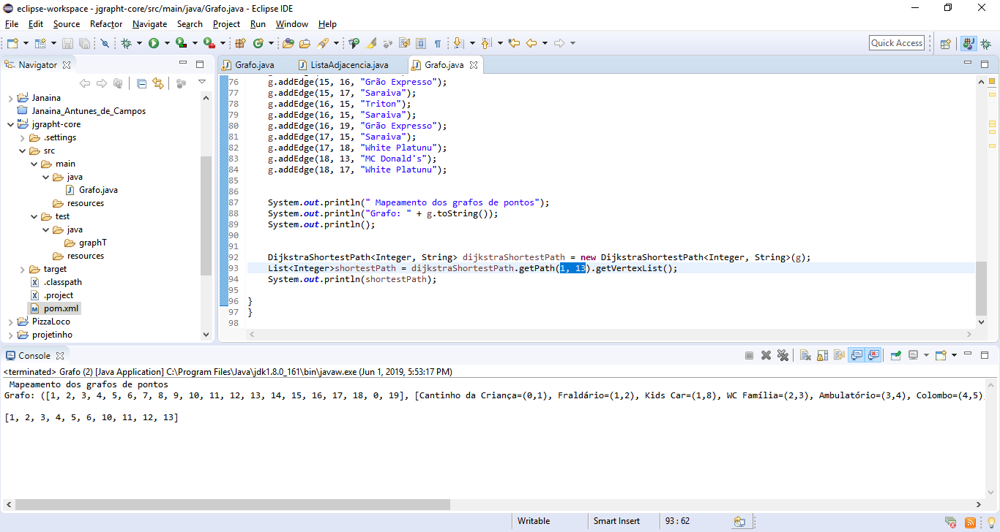 eclipse-workspace - jgrapht-core/src/main/java/Grafo.java - Eclipse IDE
File Edit Source Refactor Navigate Search Project Run Window Help
Quick Access
Navigator
Grafo.java ListaAdjacencia.java Grafo.java
Janaina
Janaina_Antunes_de_Campos
jgrapht-core
.settings
src
main
java
Grafo.java
resources
test
java
graphT
resources
target
.classpath
.project
pom.xml
PizzaLoco
projetinho
76 g.addEdge(15, 16, "Grão Expresso");
77 g.addEdge(15, 17, "Saraiva");
78 g.addEdge(16, 15, "Triton");
79 g.addEdge(16, 15, "Saraiva");
80 g.addEdge(16, 19, "Grão Expresso");
81 g.addEdge(17, 15, "Saraiva");
82 g.addEdge(17, 18, "White Platunu");
83 g.addEdge(18, 13, "MC Donald's");
84 g.addEdge(18, 17, "White Platunu");
85
86
87 System.out.println(" Mapeamento dos grafos de pontos");
88 System.out.println("Grafo: " + g.toString());
89 System.out.println();
90
91
92 DijkstraShortestPath<Integer, String> dijkstraShortestPath = new DijkstraShortestPath<Integer, String>(g);
93 List<Integer>shortestPath = dijkstraShortestPath.getPath(1, 13).getVertexList();
94 System.out.println(shortestPath);
95
96 }
97 }
98
Console
<terminated> Grafo (2) [Java Application] C:\Program Files\Java\jdk1.8.0_161\bin\javaw.exe (Jun 1, 2019, 5:53:17 PM)
Mapeamento dos grafos de pontos
Grafo: ([1, 2, 3, 4, 5, 6, 7, 8, 9, 10, 11, 12, 13, 14, 15, 16, 17, 18, 0, 19], [Cantinho da Criança=(0,1), Fraldário=(1,2), Kids Car=(1,8), WC Família=(2,3), Ambulatório=(3,4), Colombo=(4,5),
[1, 2, 3, 4, 5, 6, 10, 11, 12, 13]
Writable Smart Insert 93 : 62